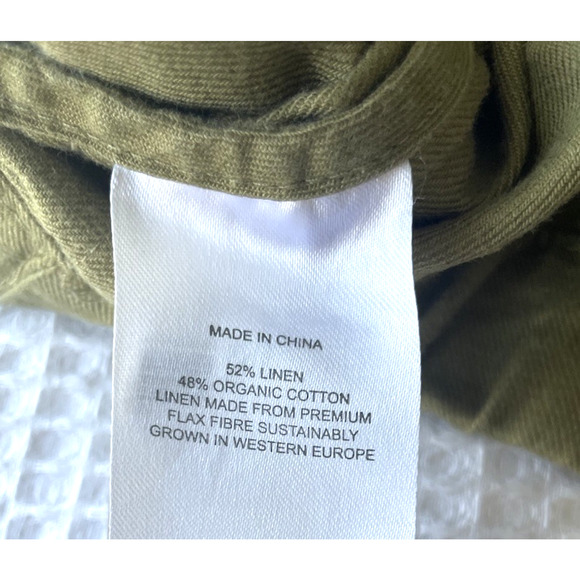 MADE IN CHINA
52% LINEN
48% ORGANIC COTTON
LINEN MADE FROM PREMIUM
FLAX FIBRE SUSTAINABLY
GROWN IN WESTERN EUROPE